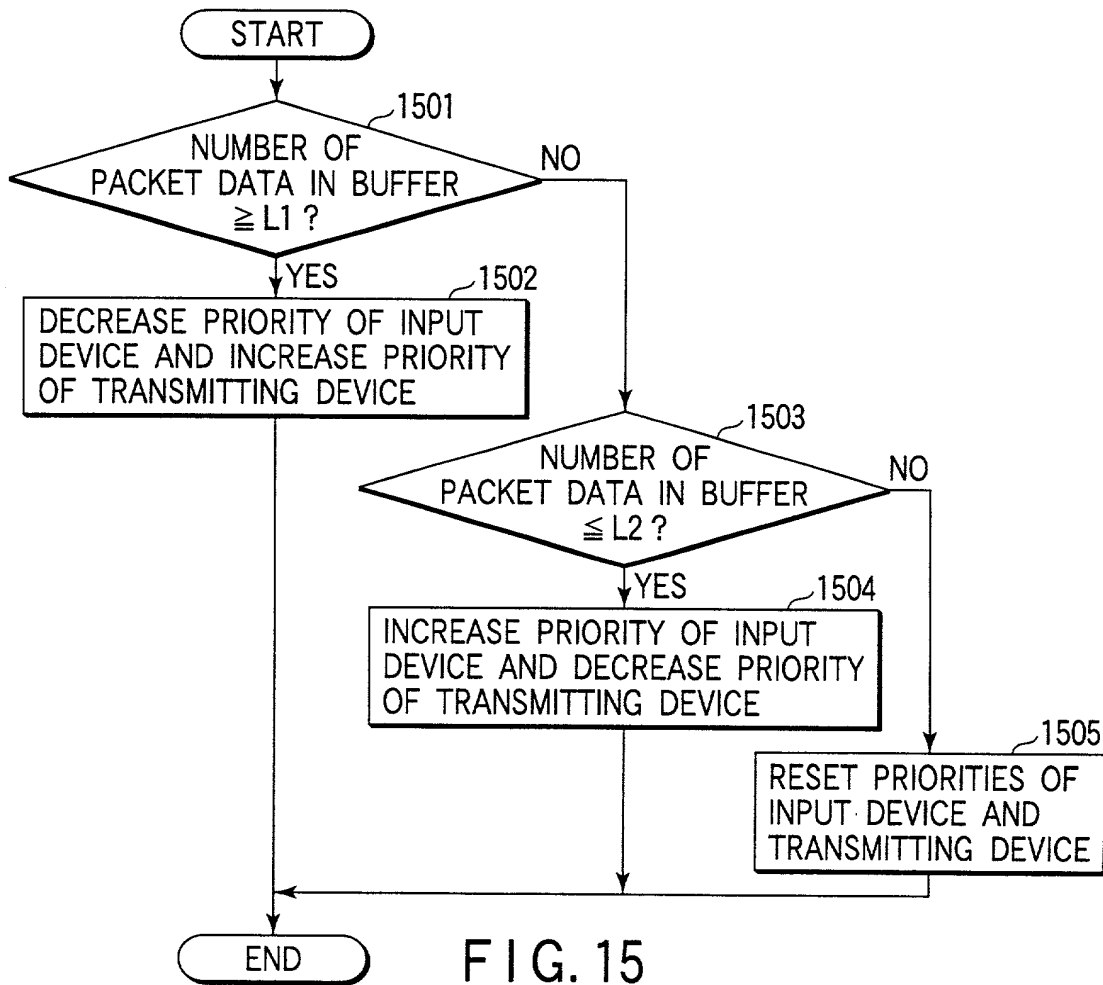 START
1501
NUMBER OF
PACKET DATA IN BUFFER
≧ L1 ?
NO
YES
1502
DECREASE PRIORITY OF INPUT
DEVICE AND INCREASE PRIORITY
OF TRANSMITTING DEVICE
1503
NUMBER OF
PACKET DATA IN BUFFER
≦ L2 ?
NO
YES
1504
INCREASE PRIORITY OF INPUT
DEVICE AND DECREASE PRIORITY
OF TRANSMITTING DEVICE
1505
RESET PRIORITIES OF
INPUT DEVICE AND
TRANSMITTING DEVICE
END
FIG. 15